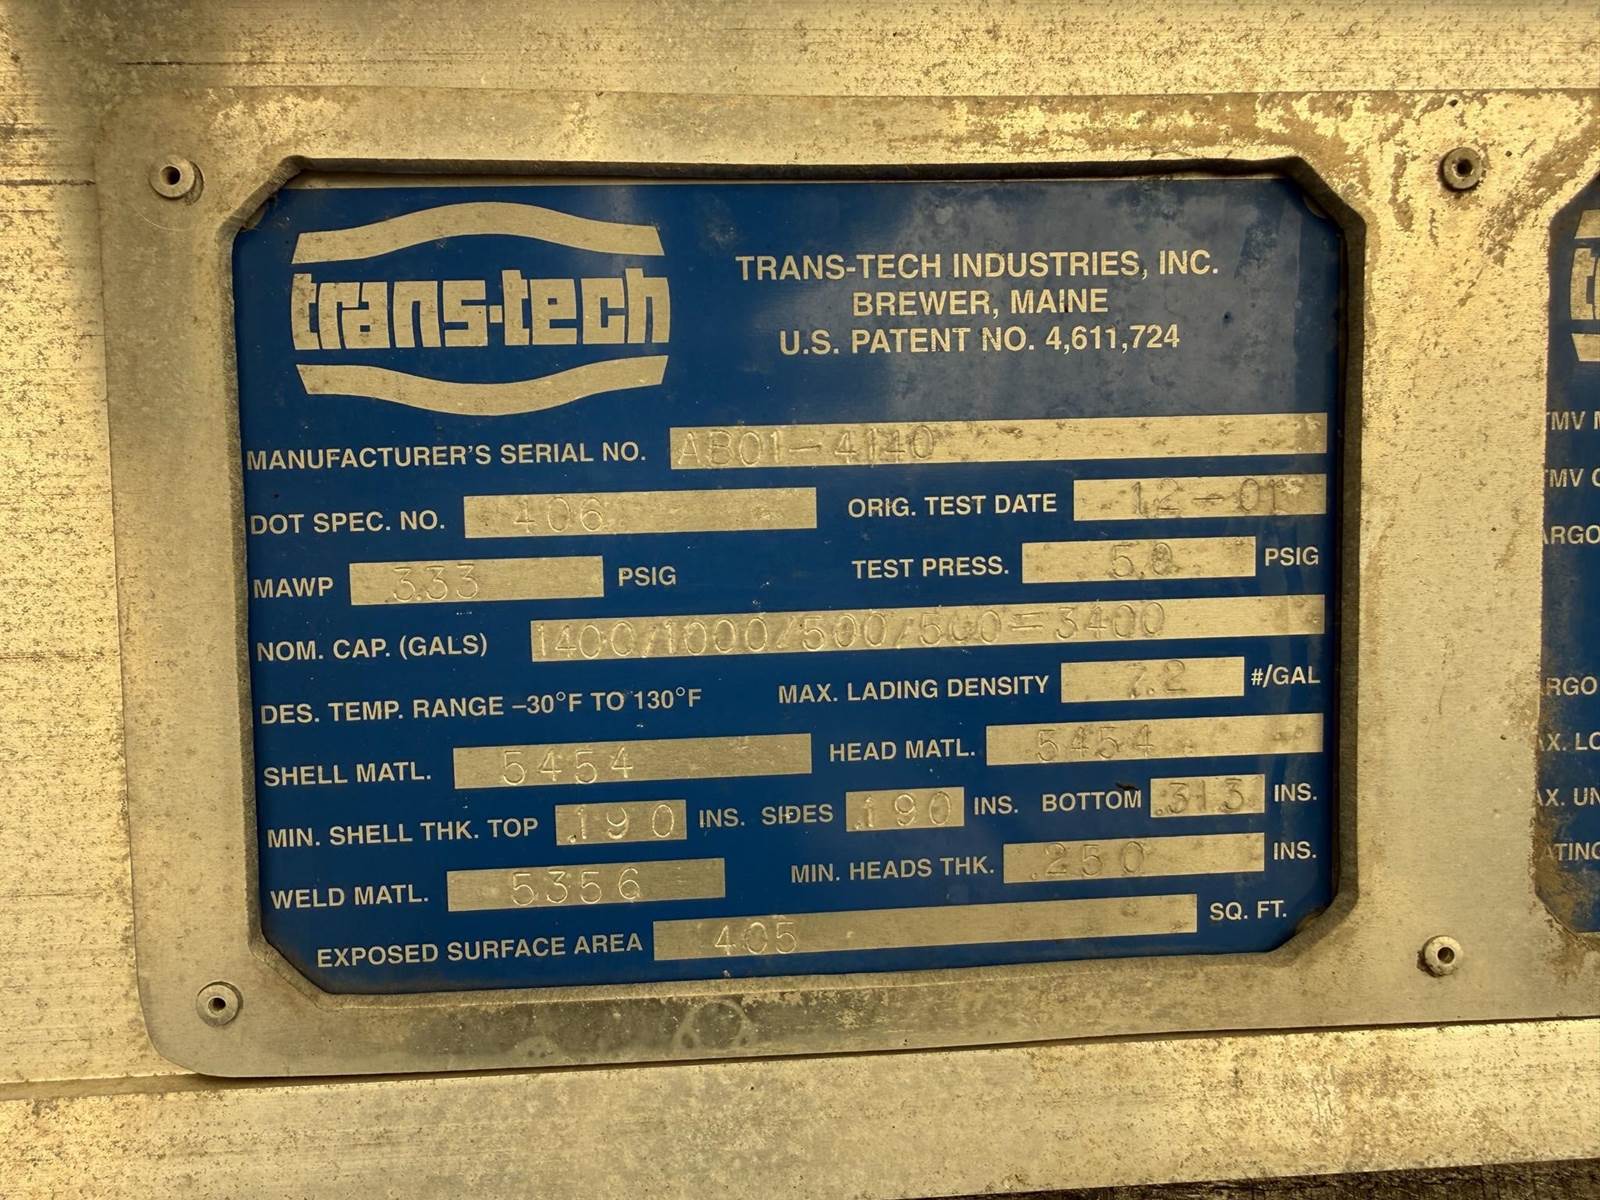 trans-tech
TRANS-TECH INDUSTRIES, INC.
BREWER, MAINE
U.S. PATENT NO. 4,611,724
MANUFACTURER'S SERIAL NO. AB01-4140
DOT SPEC. NO. 406 ORIG. TEST DATE 12-01
MAWP 3.33 PSIG TEST PRESS. 5.0 PSIG
NOM. CAP. (GALS) 1400/1000/500/500=3400
DES. TEMP. RANGE –30°F TO 130°F MAX. LADING DENSITY 7.2 #/GAL
SHELL MATL. 5454 HEAD MATL. 5454
MIN. SHELL THK. TOP .190 INS. SIDES .190 INS. BOTTOM .313 INS.
WELD MATL. 5356 MIN. HEADS THK. .250 INS.
EXPOSED SURFACE AREA 405 SQ. FT.